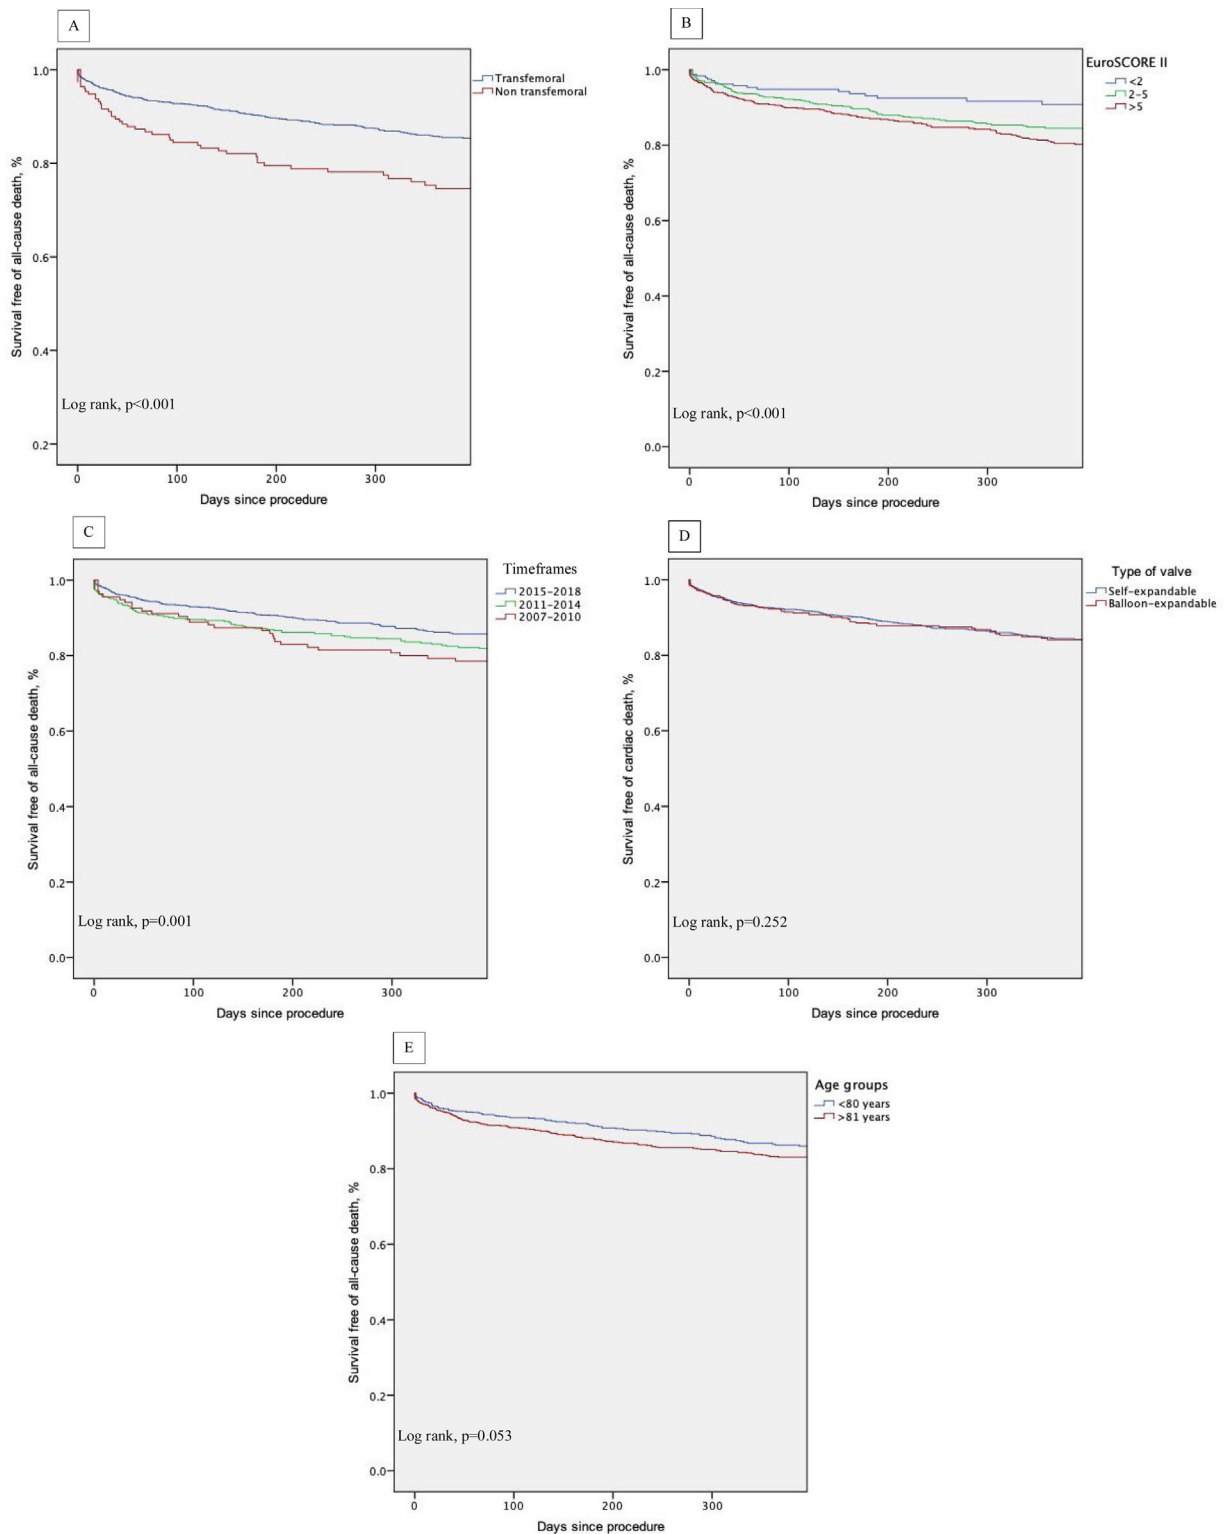 A
1.0
0.8
0.6
0.4
0.2
Survival free of all-cause death, %
Transfemoral
Non transfemoral
Log rank, p<0.001
0 100 200 300
Days since procedure
B
1.0
0.8
0.6
0.4
0.2
0.0
Survival free of all-cause death, %
EuroSCORE II
<2
2-5
>5
Log rank, p<0.001
0 100 200 300
Days since procedure
C
1.0
0.8
0.6
0.4
0.2
0.0
Survival free of all-cause death, %
Timeframes
2015-2018
2011-2014
2007-2010
Log rank, p=0.001
0 100 200 300
Days since procedure
D
1.0
0.8
0.6
0.4
0.2
0.0
Survival free of cardiac death, %
Type of valve
Self-expandable
Balloon-expandable
Log rank, p=0.252
0 100 200 300
Days since procedure
E
1.0
0.8
0.6
0.4
0.2
0.0
Survival free of all-cause death, %
Age groups
<80 years
>81 years
Log rank, p=0.053
0 100 200 300
Days since procedure